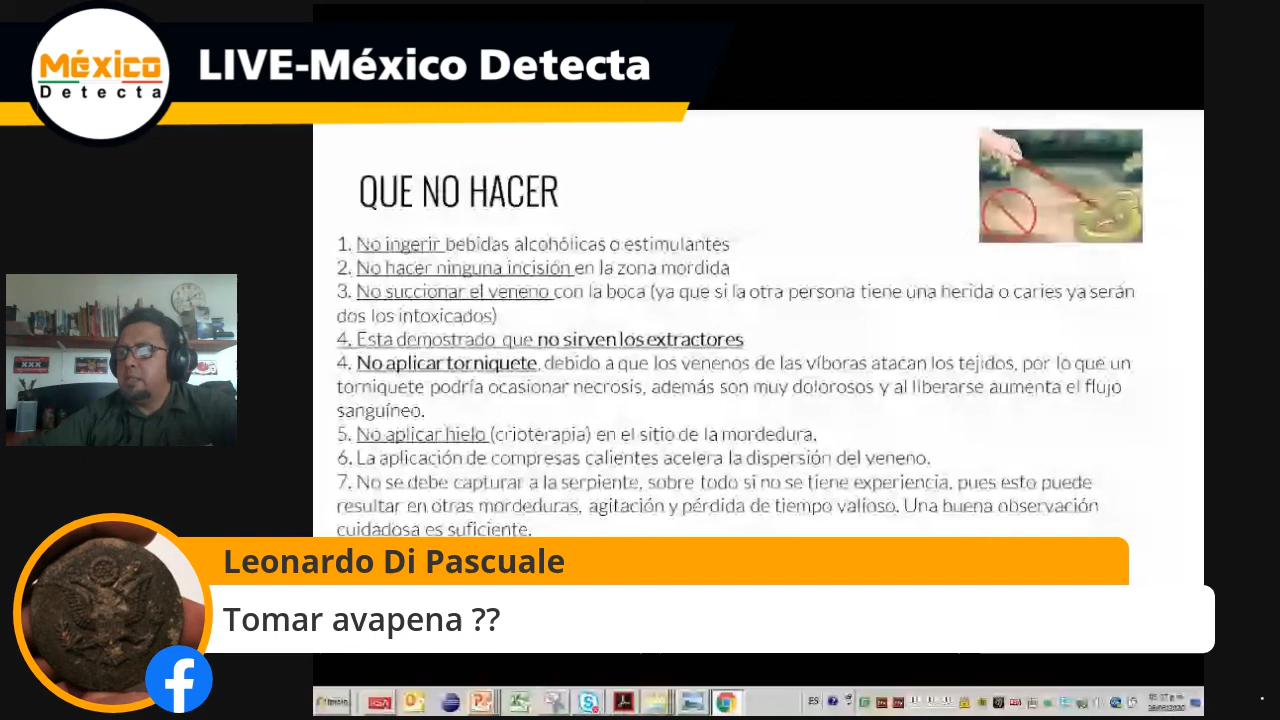 México
Detecta
LIVE-México Detecta
QUE NO HACER
1. No ingerir bebidas alcohólicas o estimulantes
2. No hacer ninguna incisión en la zona mordida
3. No succionar el veneno con la boca (ya que si la otra persona tiene una herida o caries ya serán
dos los intoxicados)
4. Esta demostrado que no sirven los extractores
4. No aplicar torniquete, debido a que los venenos de las víboras atacan los tejidos, por lo que un
torniquete podría ocasionar necrosis, además son muy dolorosos y al liberarse aumenta el flujo
sanguíneo.
5. No aplicar hielo (crioterapia) en el sitio de la mordedura.
6. La aplicación de compresas calientes acelera la dispersión del veneno.
7. No se debe capturar a la serpiente, sobre todo si no se tiene experiencia, pues esto puede
resultar en otras mordeduras, agitación y pérdida de tiempo valioso. Una buena observación
cuidadosa es suficiente.
Leonardo Di Pascuale
Tomar avapena ??
XXX
ES